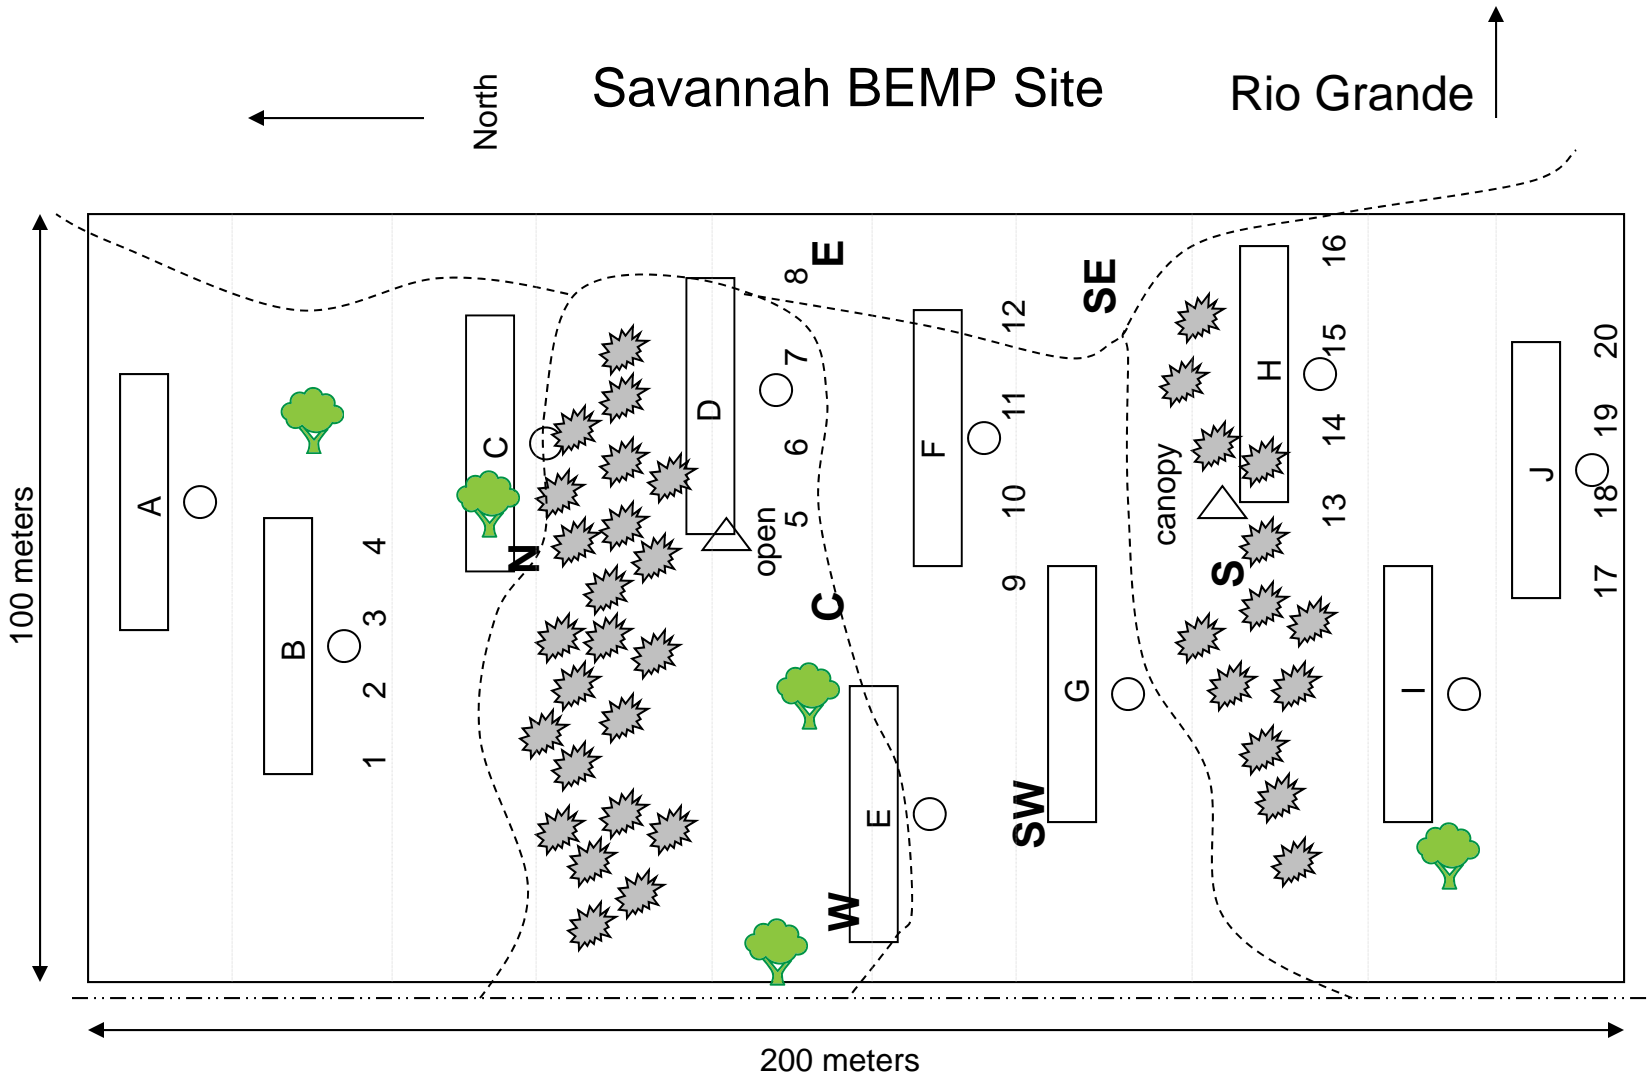 Savannah BEMP Site
Rio Grande
North
100 meters
200 meters
A
B
C
D
E
F
G
H
I
J
1
2
3
4
5
6
7
8
9
10
11
12
13
14
15
16
17
18
19
20
N
E
SE
C
S
SW
W
open
canopy